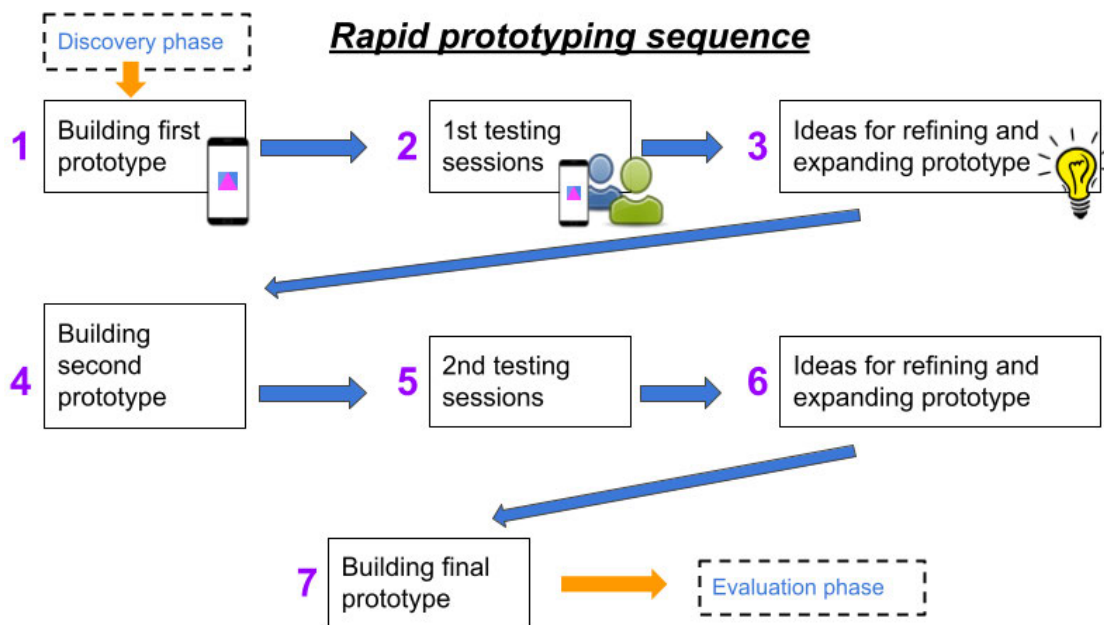 Rapid prototyping sequence
Discovery phase
1
Building first
prototype
2
1st testing
sessions
3
Ideas for refining and
expanding prototype
4
Building
second
prototype
5
2nd testing
sessions
6
Ideas for refining and
expanding prototype
7
Building final
prototype
Evaluation phase